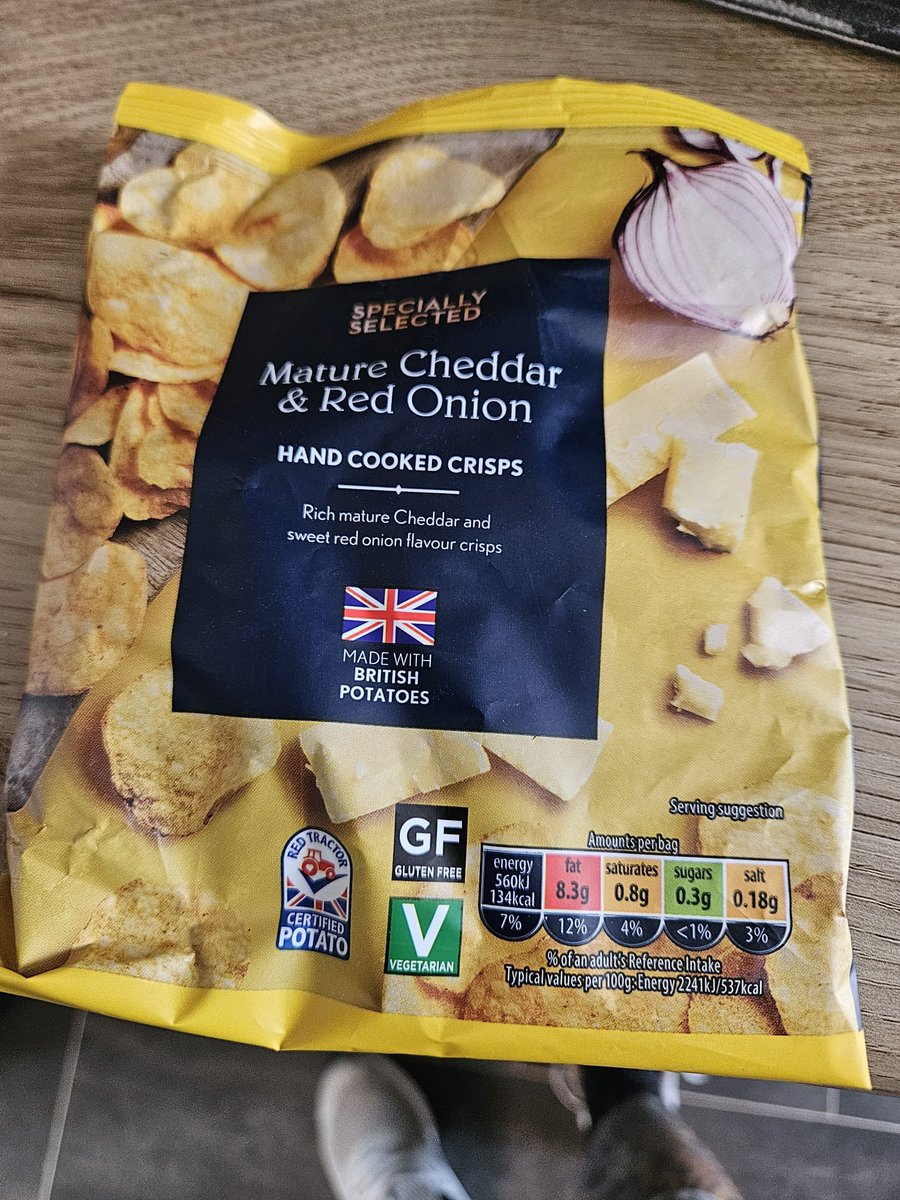 SPECIALLY
SELECTED
Mature Cheddar
& Red Onion
HAND COOKED CRISPS
Rich mature Cheddar and
sweet red onion flavour crisps
MADE WITH
BRITISH
POTATOES
Serving suggestion
RED TRACTOR
CERTIFIED
POTATO
GF
GLUTEN FREE
V
VEGETARIAN
Amounts per bag
energy
560kJ
134kcal
7%
fat
8.3g
12%
saturates
0.8g
4%
sugars
0.3g
<1%
salt
0.18g
3%
% of an adult's Reference Intake
Typical values per 100g: Energy 2241kJ/537kcal